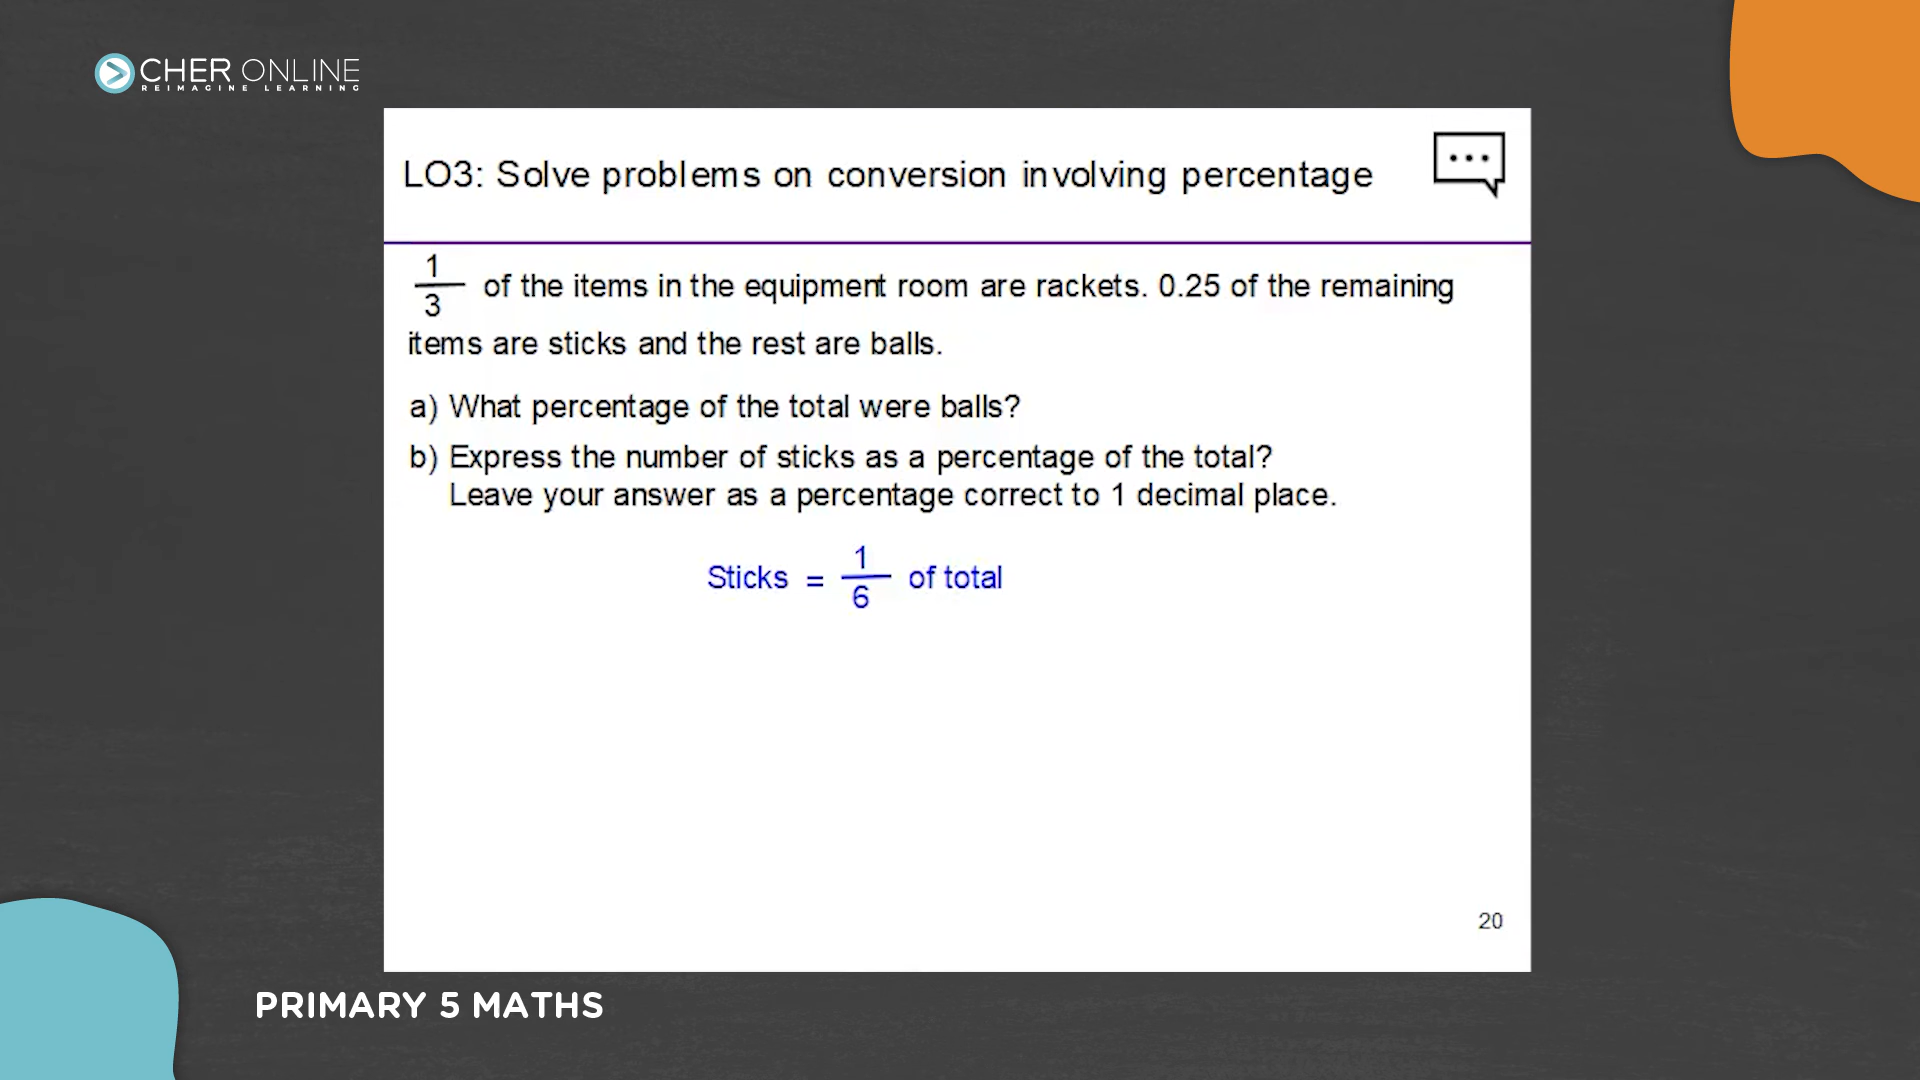 CHER ONLINE
REIMAGINE LEARNING
LO3: Solve problems on conversion involving percentage
1/3 of the items in the equipment room are rackets. 0.25 of the remaining
items are sticks and the rest are balls.
a) What percentage of the total were balls?
b) Express the number of sticks as a percentage of the total?
Leave your answer as a percentage correct to 1 decimal place.
Sticks = 1/6 of total
20
PRIMARY 5 MATHS